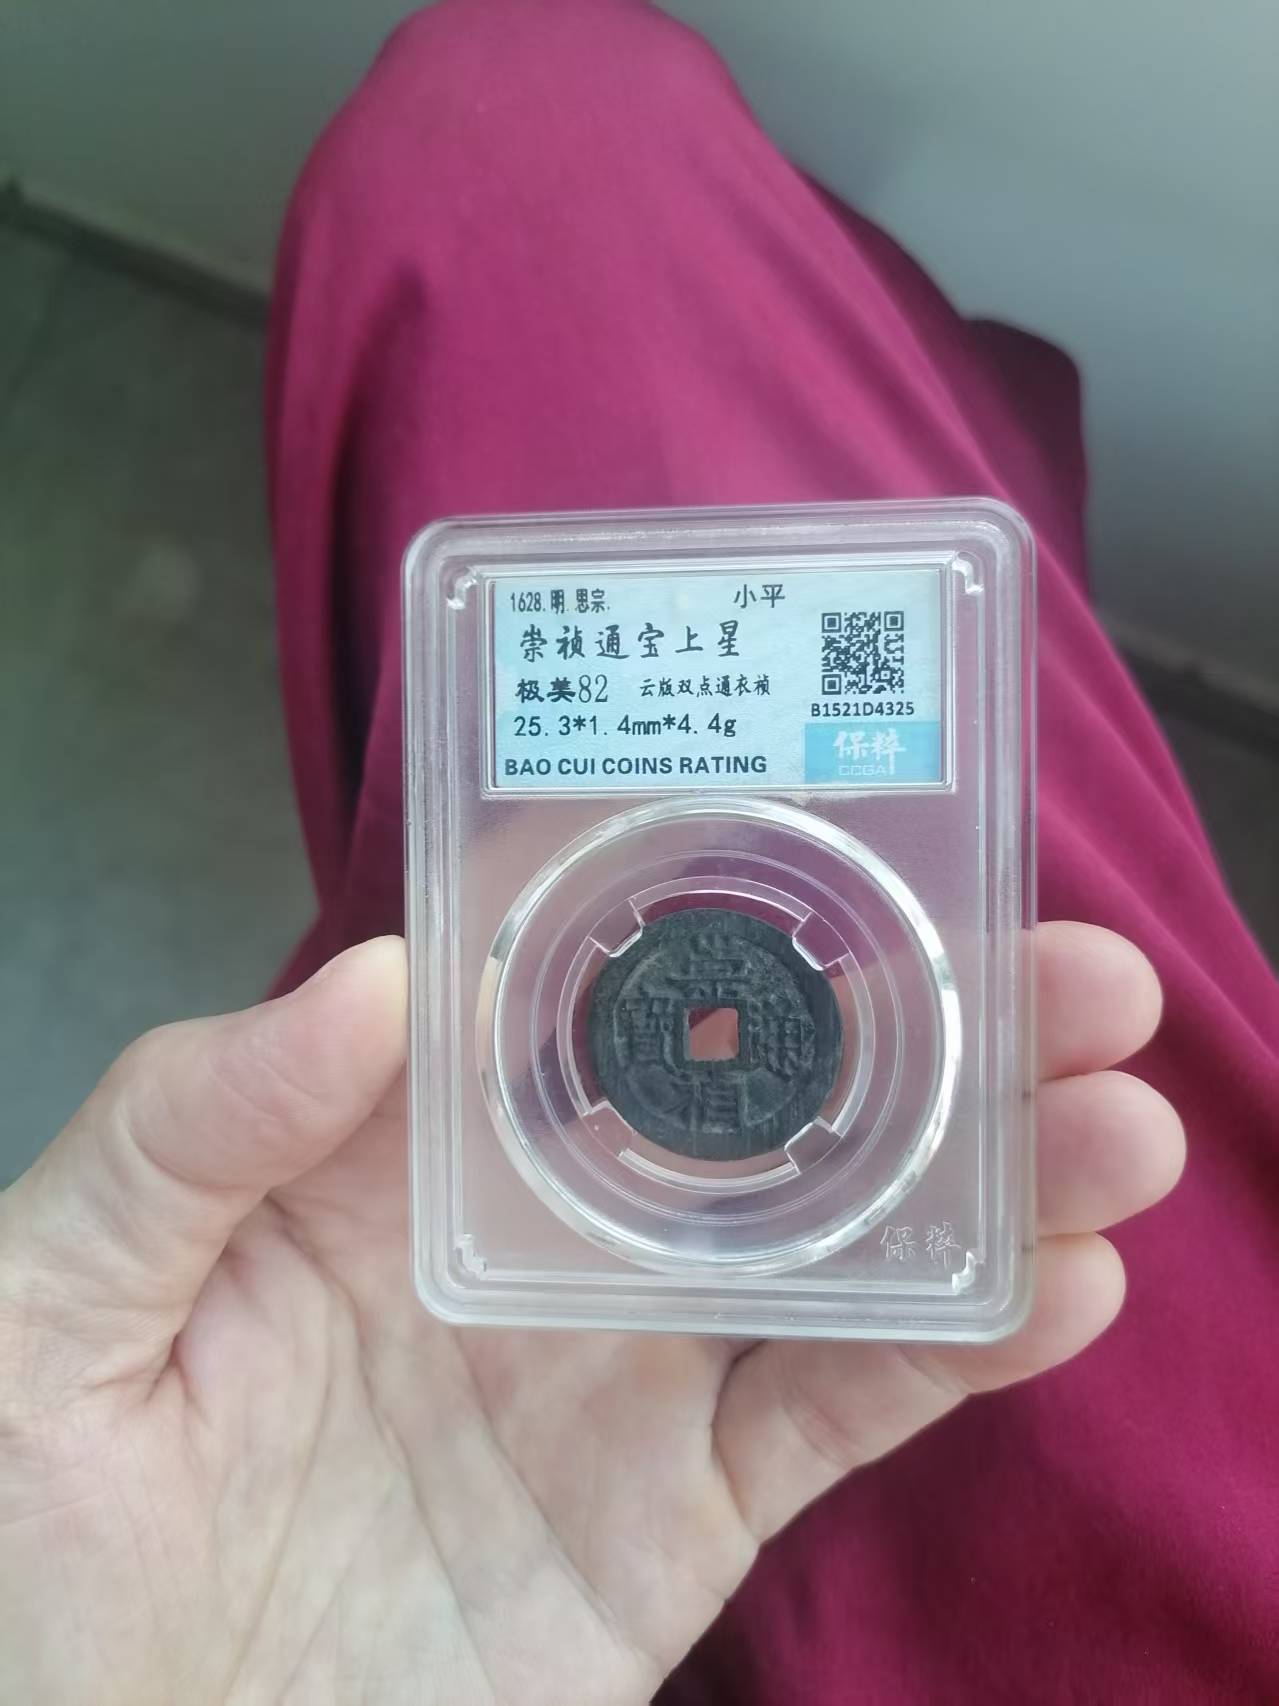 1628.明.思宗. 小平
崇祯通宝上星
极美82 云版双点通衣祯
B1521D4325
25.3*1.4mm*4.4g
保粹
CCGA
BAO CUI COINS RATING
崇
寶 通
禎
保粹